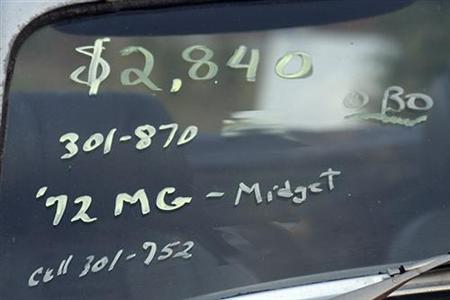 $2,840
OBO
301-870
'72 MG - Midget
Cell 301-752